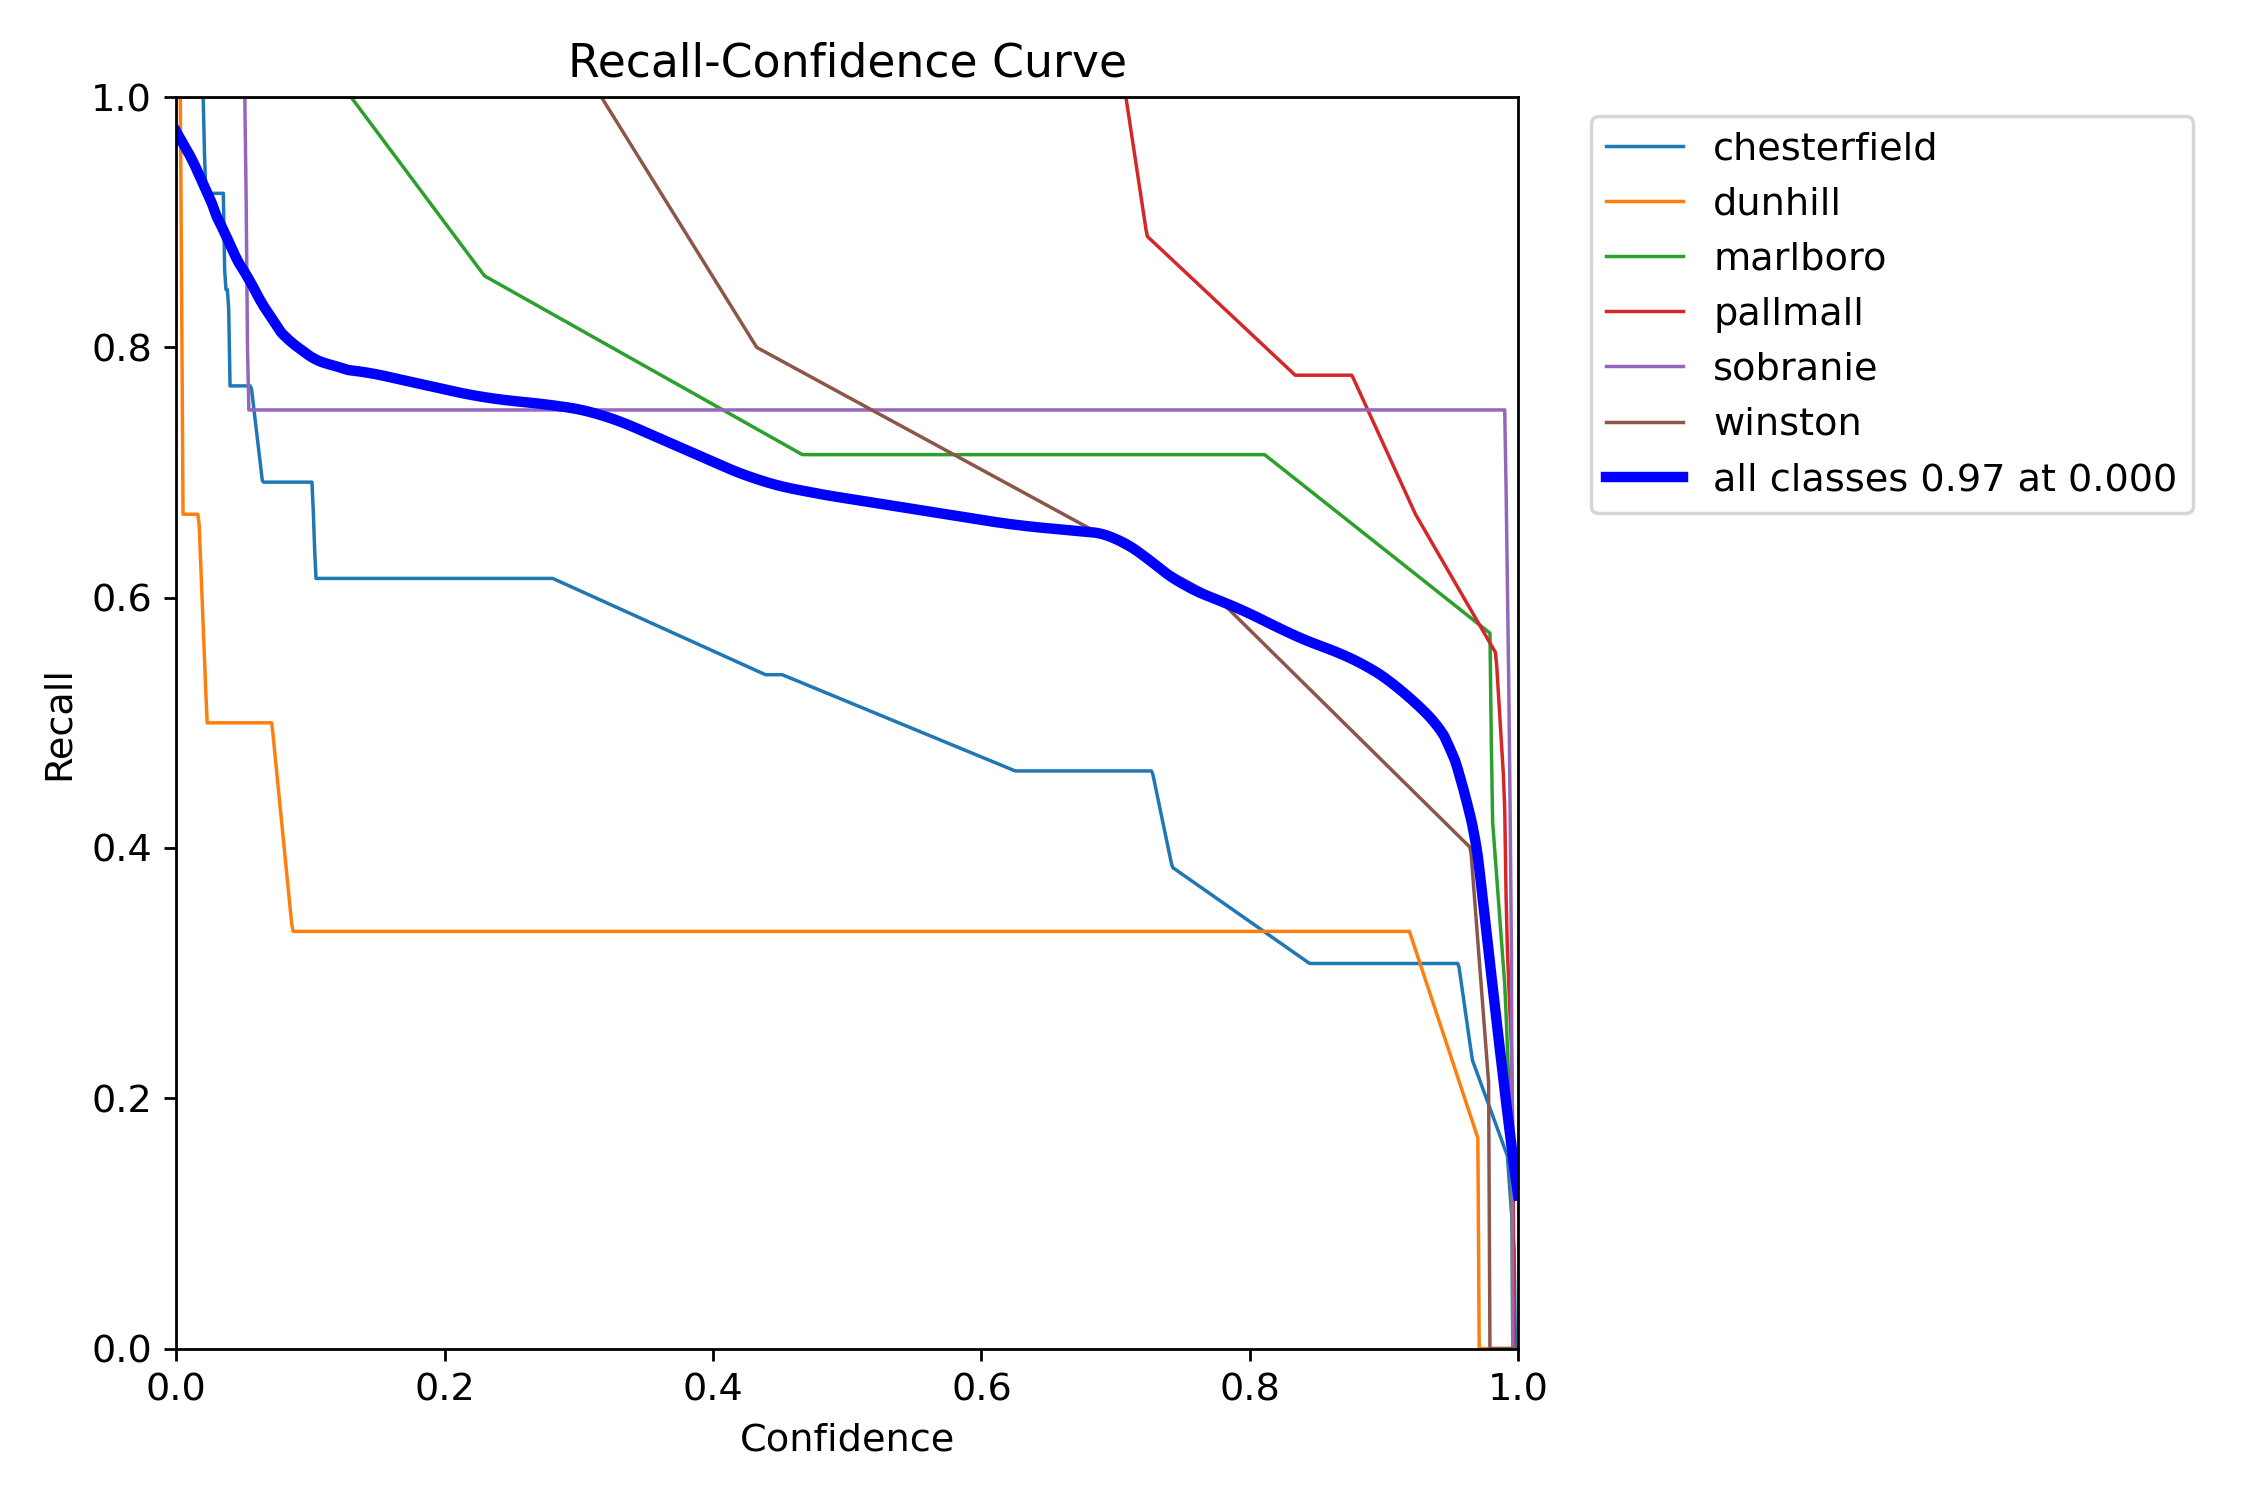 Recall-Confidence Curve
1.0
0.8
0.6
0.4
0.2
0.0
Recall
0.0 0.2 0.4 0.6 0.8 1.0
Confidence
chesterfield
dunhill
marlboro
pallmall
sobranie
winston
all classes 0.97 at 0.000